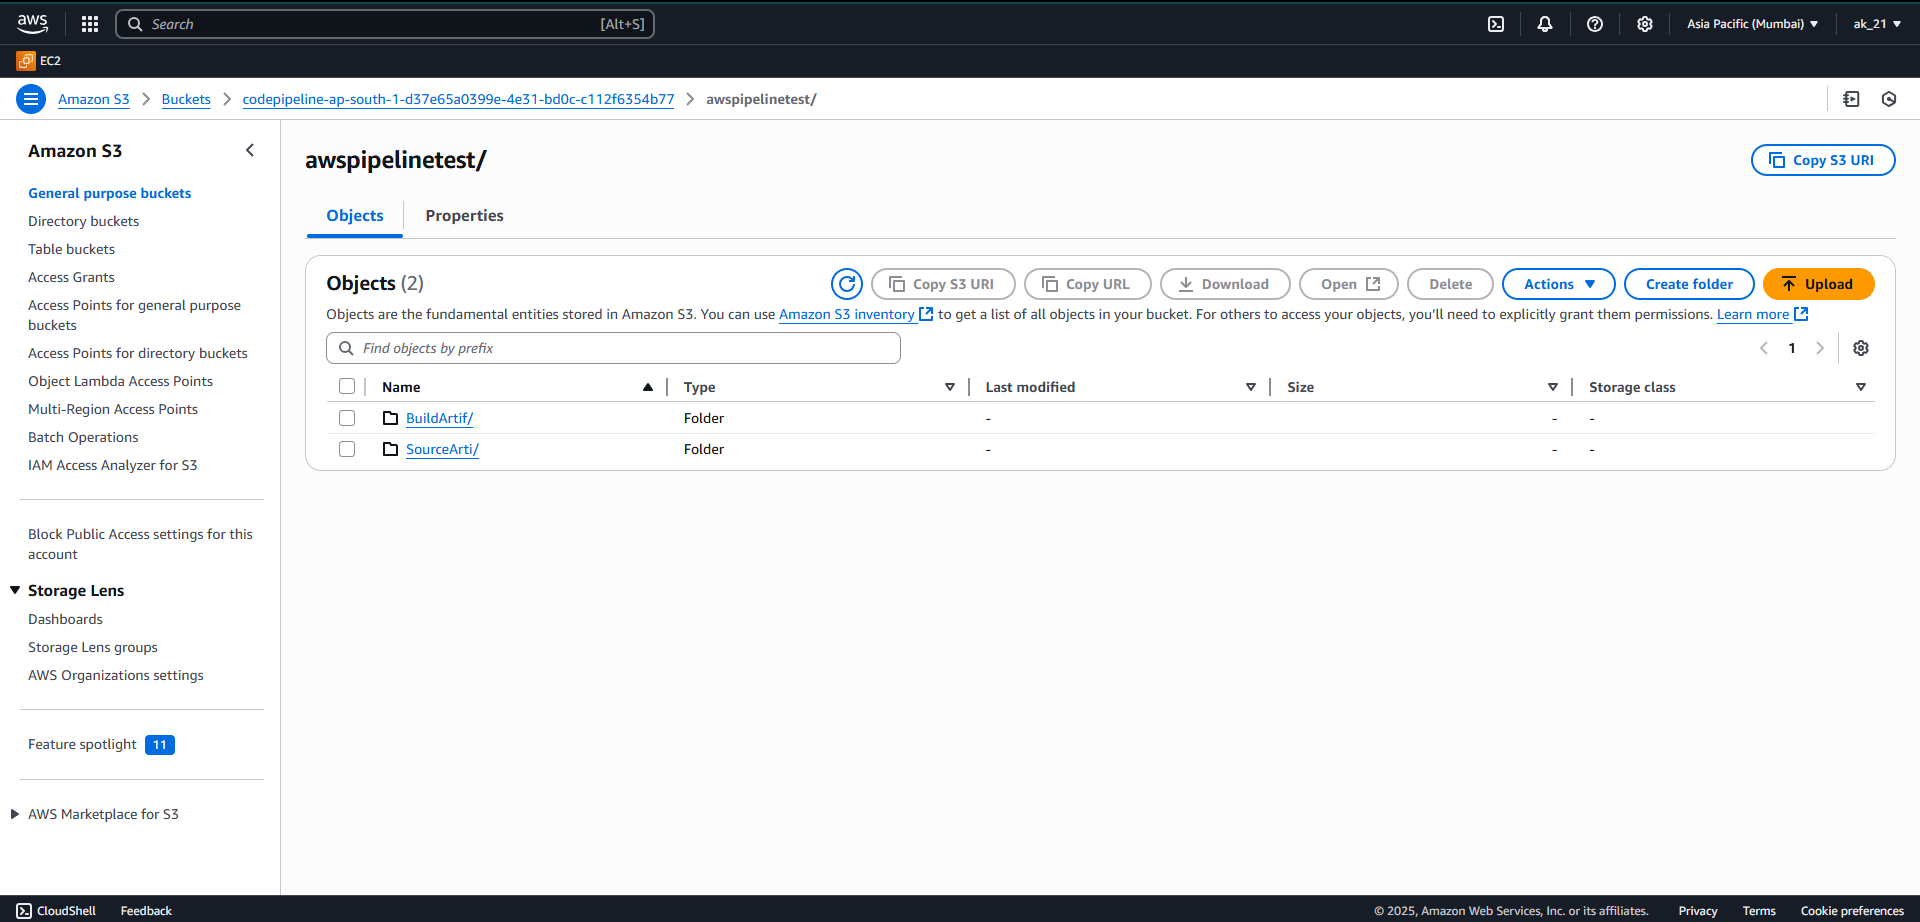 aws Search [Alt+S] Asia Pacific (Mumbai) ak_21
EC2
Amazon S3 Buckets codepipeline-ap-south-1-d37e65a0399e-4e31-bd0c-c112f6354b77 awspipelinetest/
Amazon S3
General purpose buckets
Directory buckets
Table buckets
Access Grants
Access Points for general purpose
buckets
Access Points for directory buckets
Object Lambda Access Points
Multi-Region Access Points
Batch Operations
IAM Access Analyzer for S3
Block Public Access settings for this
account
Storage Lens
Dashboards
Storage Lens groups
AWS Organizations settings
Feature spotlight 11
AWS Marketplace for S3
awspipelinetest/
Copy S3 URI
Objects Properties
Objects (2) Copy S3 URI Copy URL Download Open Delete Actions Create folder Upload
Objects are the fundamental entities stored in Amazon S3. You can use Amazon S3 inventory to get a list of all objects in your bucket. For others to access your objects, you'll need to explicitly grant them permissions. Learn more
Find objects by prefix 1
Name Type Last modified Size Storage class
BuildArtif/ Folder - - -
SourceArti/ Folder - - -
CloudShell Feedback © 2025, Amazon Web Services, Inc. or its affiliates. Privacy Terms Cookie preferences